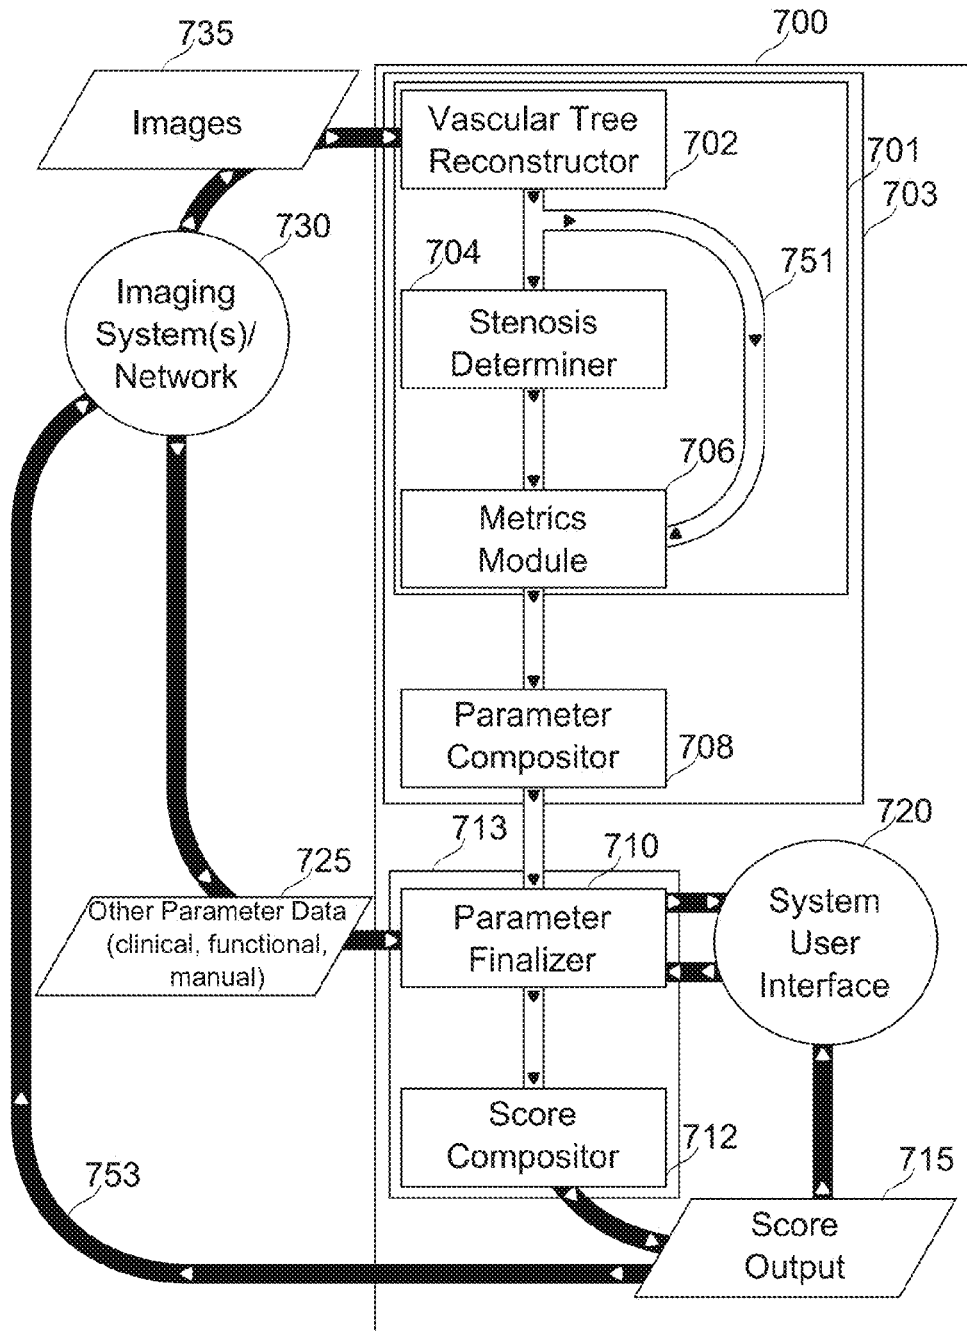 700
735
Images
Vascular Tree
Reconstructor
702
701
703
730
704
751
Imaging
System(s)/
Network
Stenosis
Determiner
706
Metrics
Module
Parameter
Compositor
708
720
713
710
725
Other Parameter Data
(clinical, functional,
manual)
Parameter
Finalizer
System
User
Interface
Score
Compositor
712
753
715
Score
Output